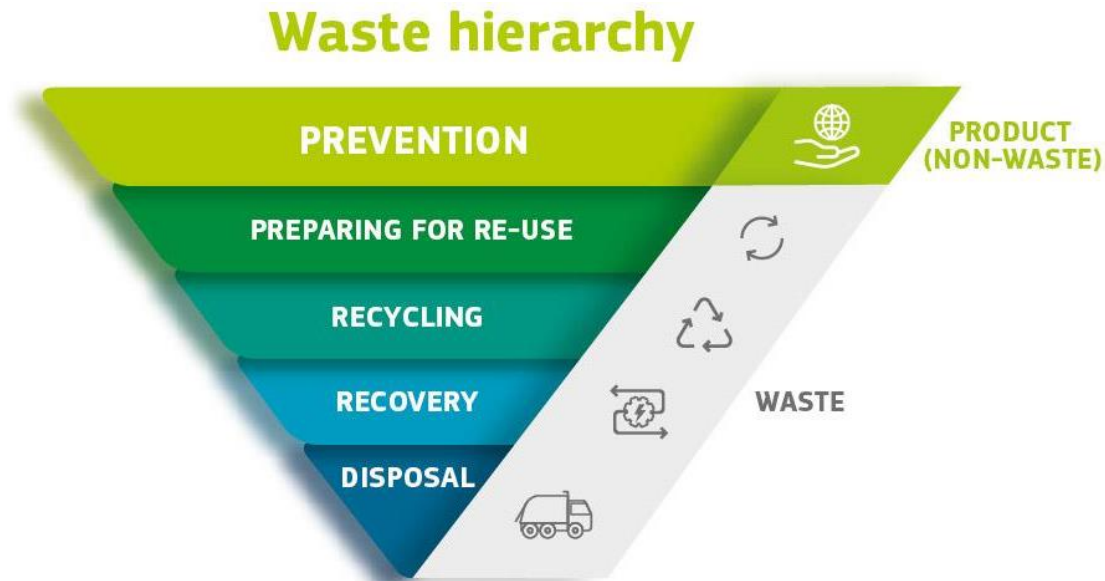 Waste hierarchy
PREVENTION
PRODUCT
(NON-WASTE)
PREPARING FOR RE-USE
RECYCLING
RECOVERY
WASTE
DISPOSAL